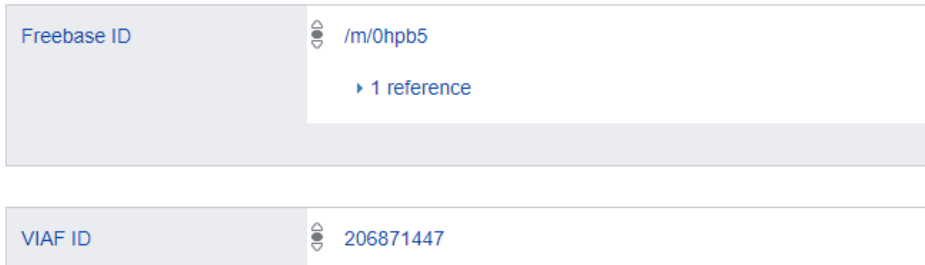 Freebase ID
/m/0hpb5
1 reference
VIAF ID
206871447